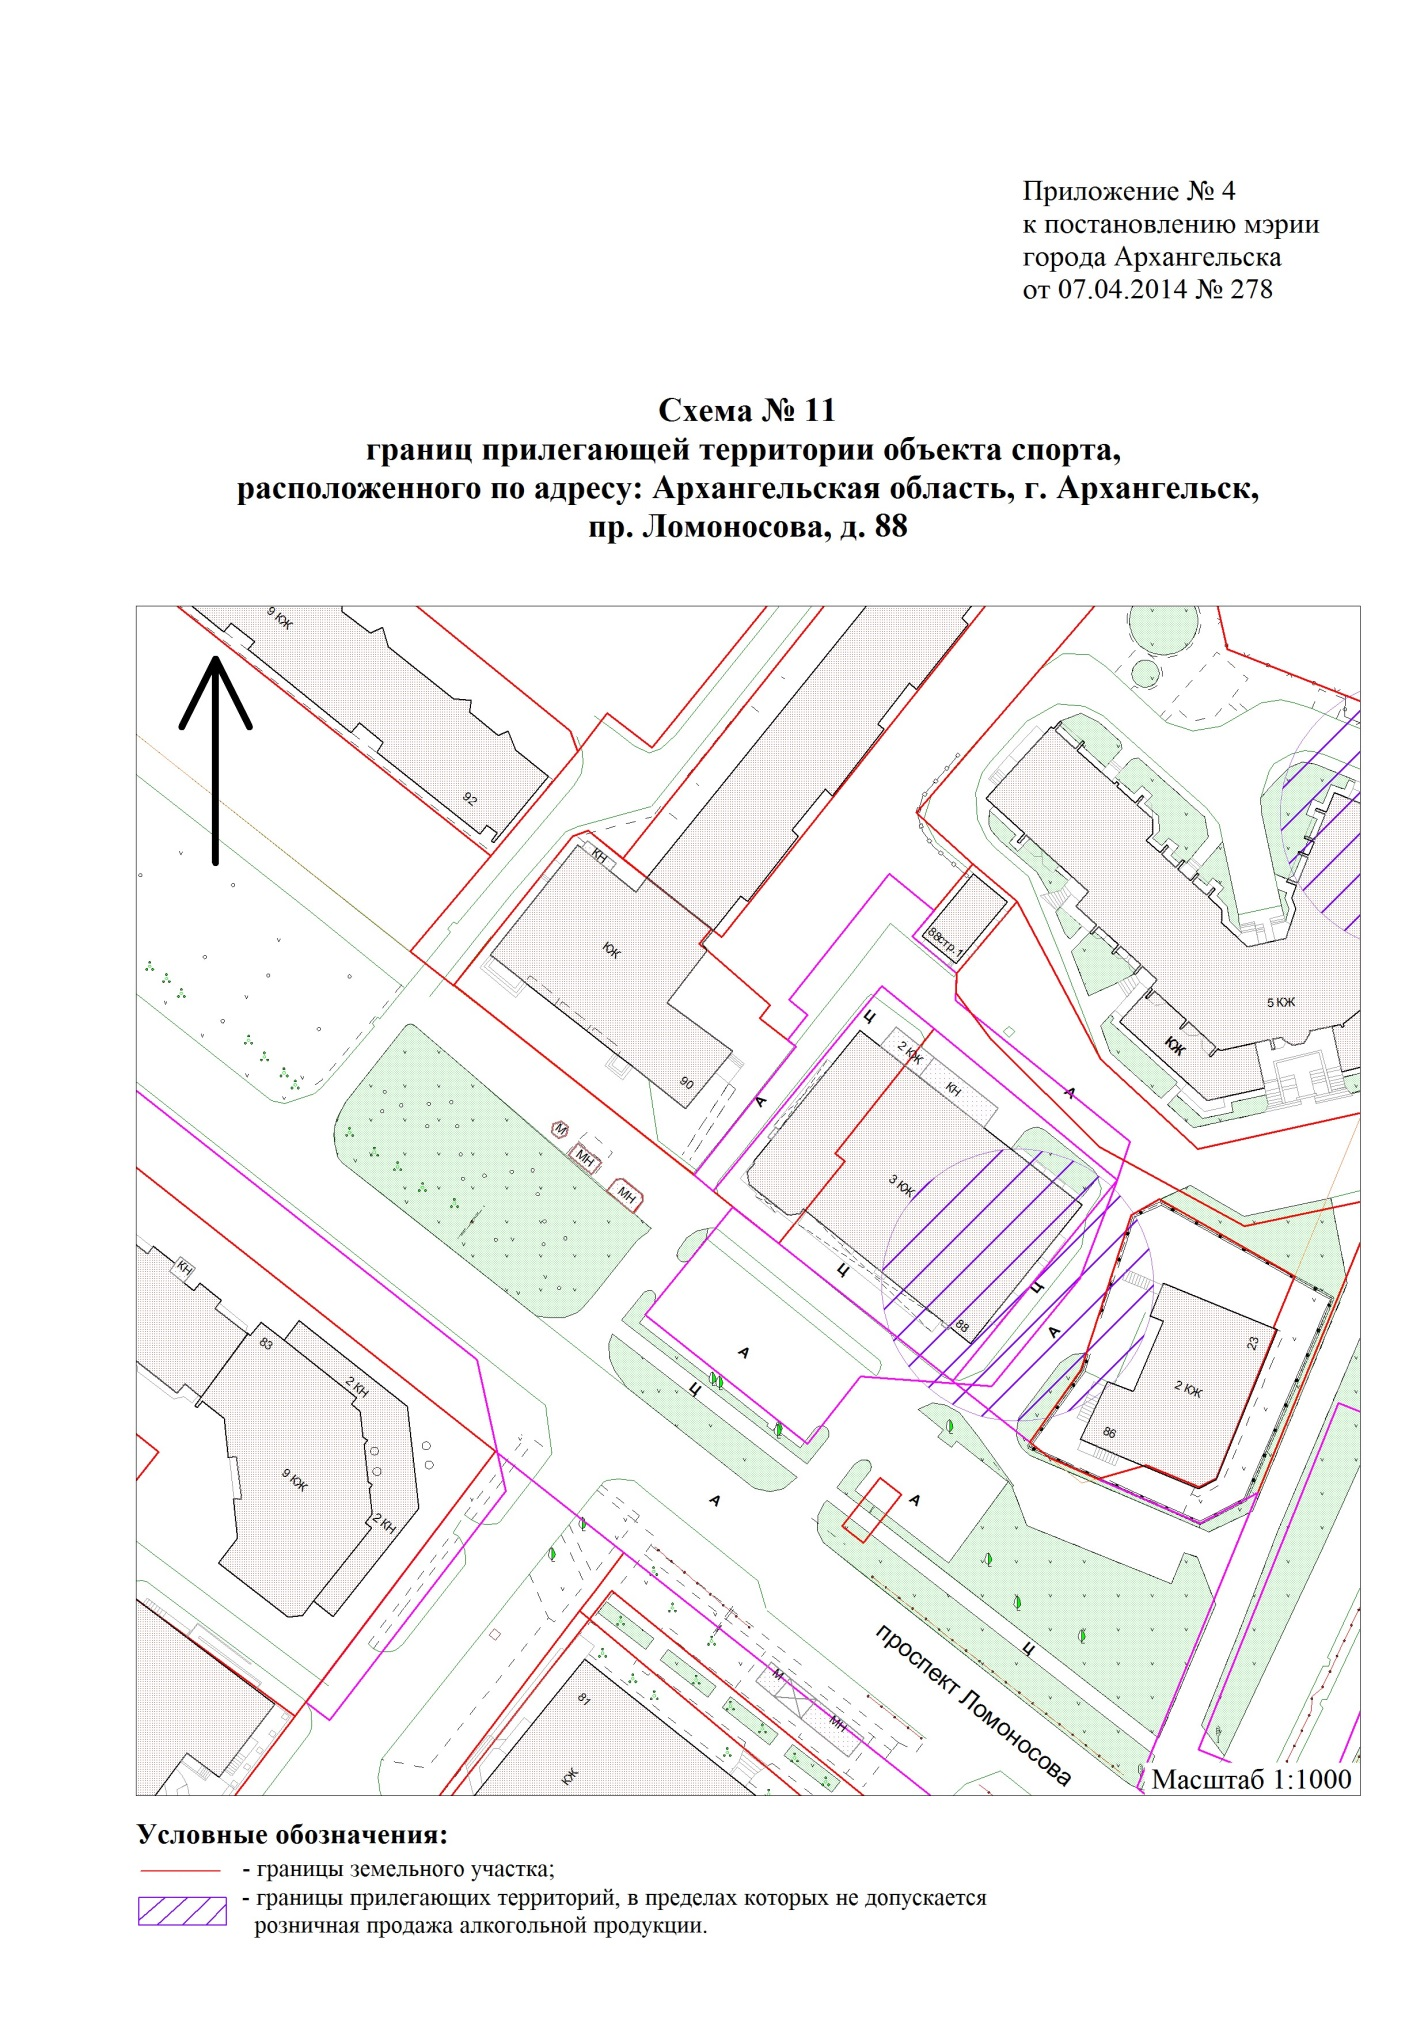 Приложение № 4
к постановлению мэрии
города Архангельска
от 07.04.2014 № 278
Схема № 11
границ прилегающей территории объекта спорта,
расположенного по адресу: Архангельская область, г. Архангельск,
пр. Ломоносова, д. 88
9 КЖ
92
КН
КЖ
90
88стр.1
5 КЖ
КЖ
Ц
2 КЖ
КН
А
А
М
МН
МН
3 КЖ
Ц
Ц
88
А
А
Ц
23
2 КЖ
86
КН
83
2 КН
9 КЖ
2 КН
А
А
Ц
проспект Ломоносова
81
КЖ
М
МН
Масштаб 1:1000
Условные обозначения:
- границы земельного участка;
- границы прилегающих территорий, в пределах которых не допускается
розничная продажа алкогольной продукции.